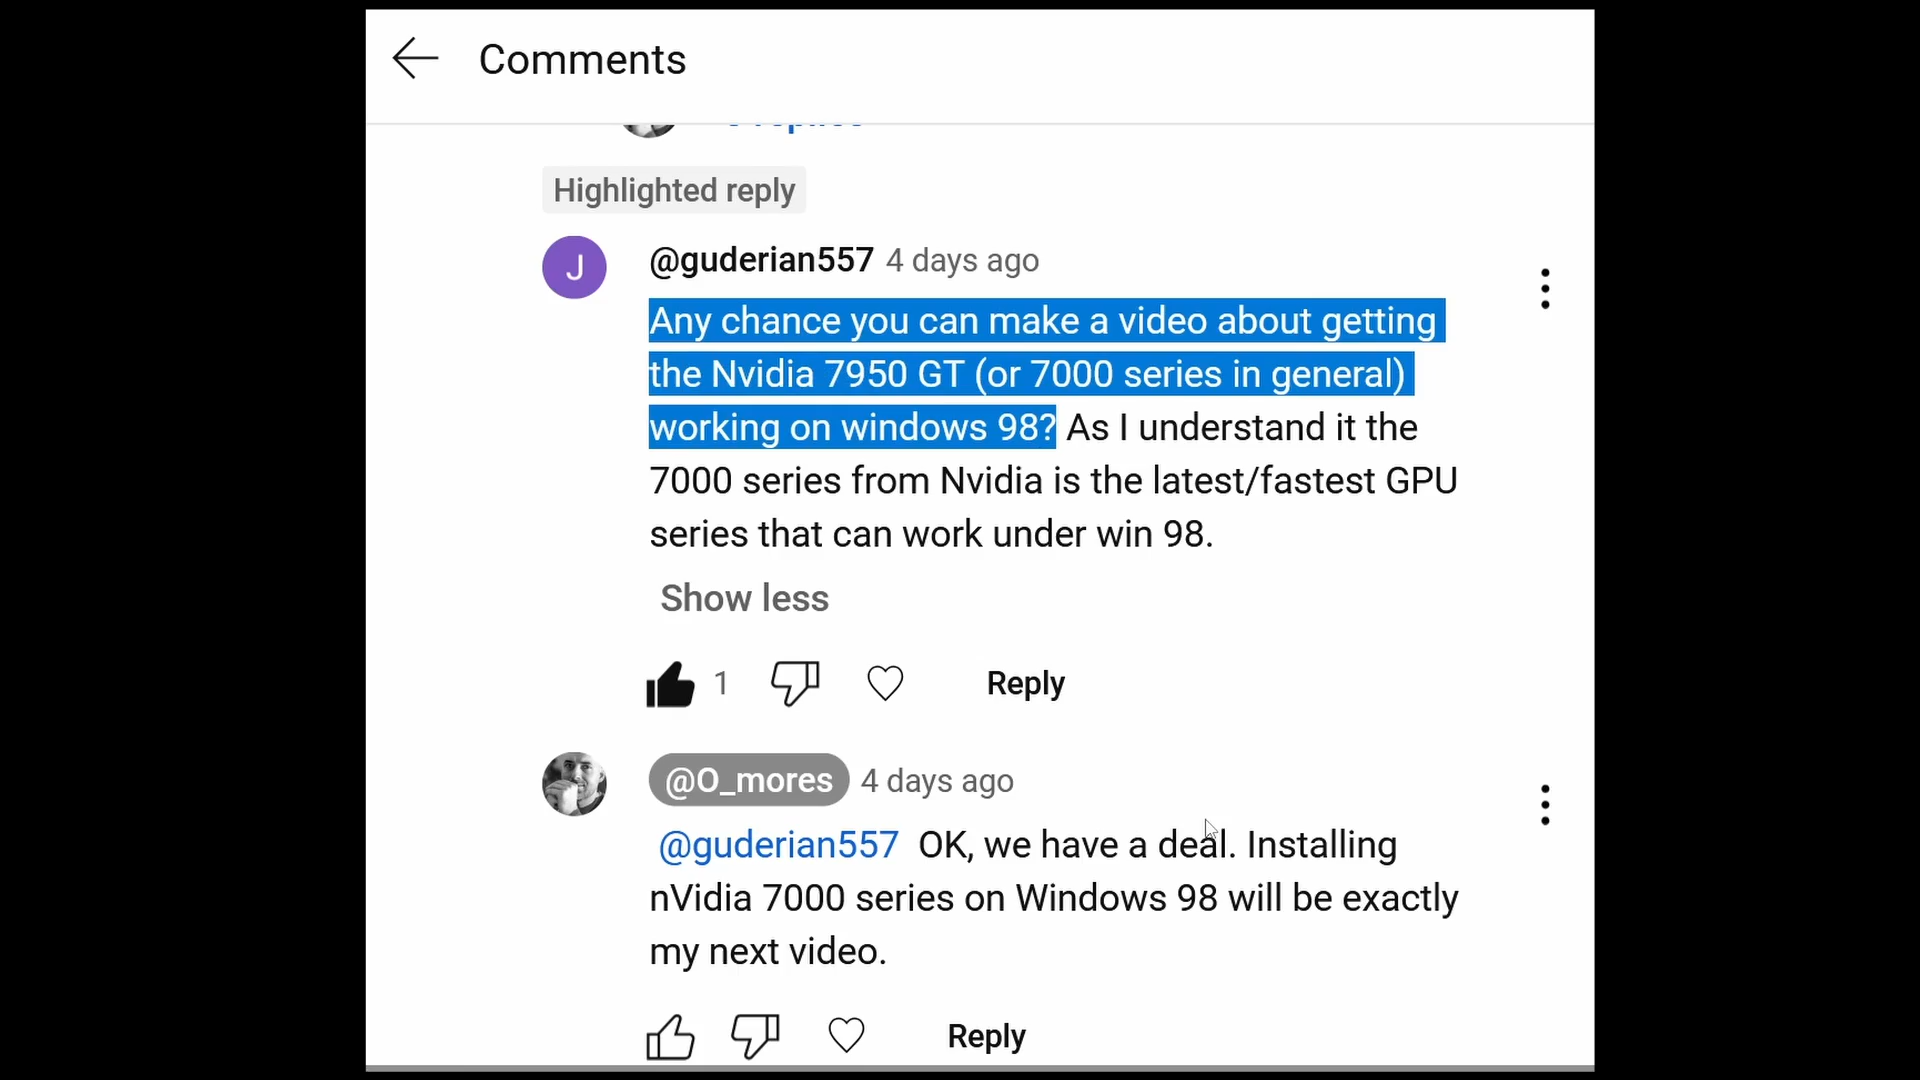 Comments
Highlighted reply
J
@guderian557 4 days ago
Any chance you can make a video about getting
the Nvidia 7950 GT (or 7000 series in general)
working on windows 98? As I understand it the
7000 series from Nvidia is the latest/fastest GPU
series that can work under win 98.
Show less
1
Reply
@O_mores 4 days ago
@guderian557 OK, we have a deal. Installing
nVidia 7000 series on Windows 98 will be exactly
my next video.
Reply